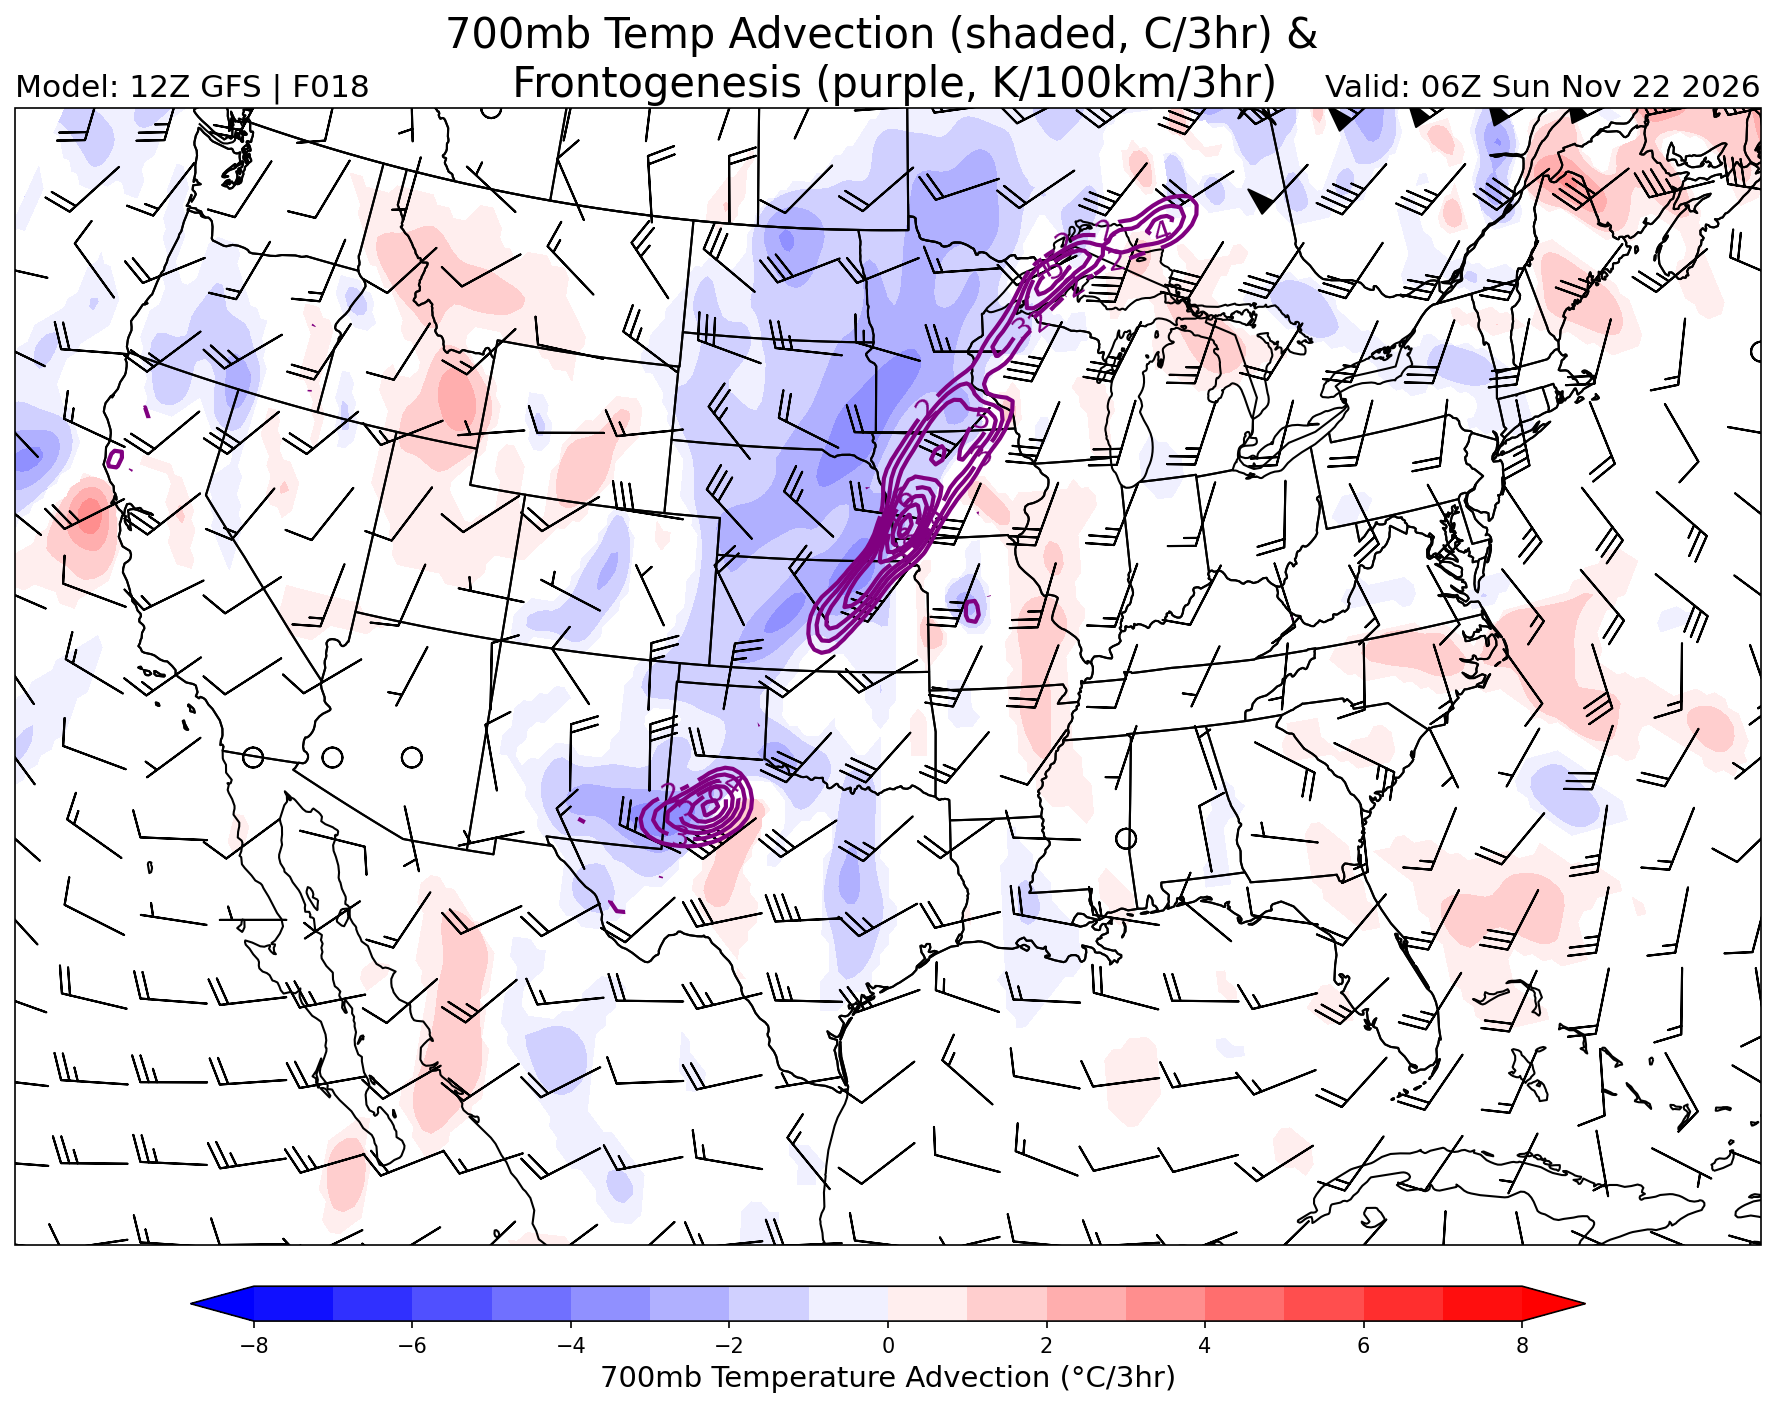 700mb Temp Advection (shaded, C/3hr) &
Frontogenesis (purple, K/100km/3hr)
Model: 12Z GFS | F018
Valid: 06Z Sun Nov 22 2026
−8 −6 −4 −2 0 2 4 6 8
700mb Temperature Advection (°C/3hr)